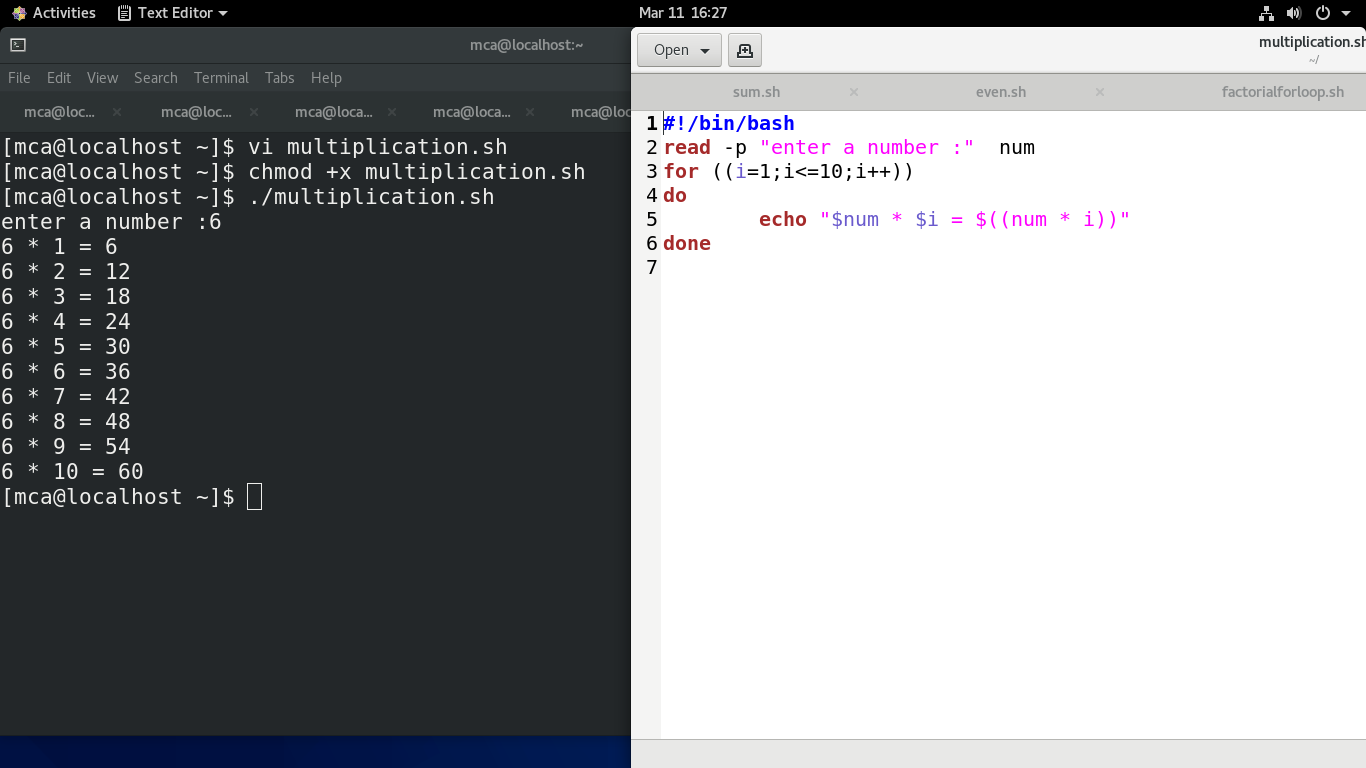 Activities Text Editor Mar 11 16:27
mca@localhost:~
File Edit View Search Terminal Tabs Help
mca@loc... × mca@loc... × mca@loca... × mca@loca... × mca@loc
[mca@localhost ~]$ vi multiplication.sh
[mca@localhost ~]$ chmod +x multiplication.sh
[mca@localhost ~]$ ./multiplication.sh
enter a number :6
6 * 1 = 6
6 * 2 = 12
6 * 3 = 18
6 * 4 = 24
6 * 5 = 30
6 * 6 = 36
6 * 7 = 42
6 * 8 = 48
6 * 9 = 54
6 * 10 = 60
[mca@localhost ~]$
Open multiplication.sh
~/
sum.sh × even.sh × factorialforloop.sh
1 #!/bin/bash
2 read -p "enter a number :"  num
3 for ((i=1;i<=10;i++))
4 do
5         echo "$num * $i = $((num * i))"
6 done
7